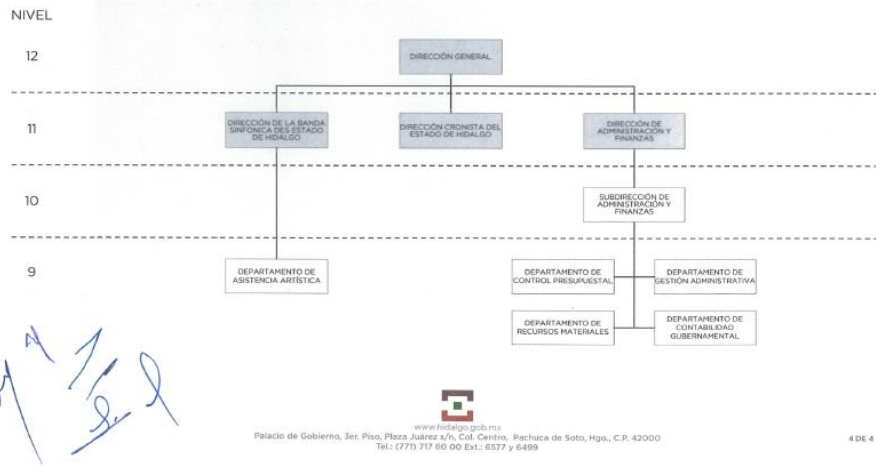 NIVEL
12
DIRECCIÓN GENERAL
11
DIRECCIÓN DE LA BANDA
SINFÓNICA DES ESTADO
DE HIDALGO
DIRECCIÓN CRONISTA DEL
ESTADO DE HIDALGO
DIRECCIÓN DE
ADMINISTRACIÓN Y
FINANZAS
10
SUBDIRECCIÓN DE
ADMINISTRACIÓN Y
FINANZAS
9
DEPARTAMENTO DE
ASISTENCIA ARTÍSTICA
DEPARTAMENTO DE
CONTROL PRESUPUESTAL
DEPARTAMENTO DE
GESTIÓN ADMINISTRATIVA
DEPARTAMENTO DE
RECURSOS MATERIALES
DEPARTAMENTO DE
CONTABILIDAD
GUBERNAMENTAL
www.hidalgo.gob.mx
Palacio de Gobierno, 3er. Piso, Plaza Juárez s/n, Col. Centro, Pachuca de Soto, Hgo., C.P. 42000
Tel.: (771) 717 60 00 Ext.: 6577 y 6499
4 DE 4